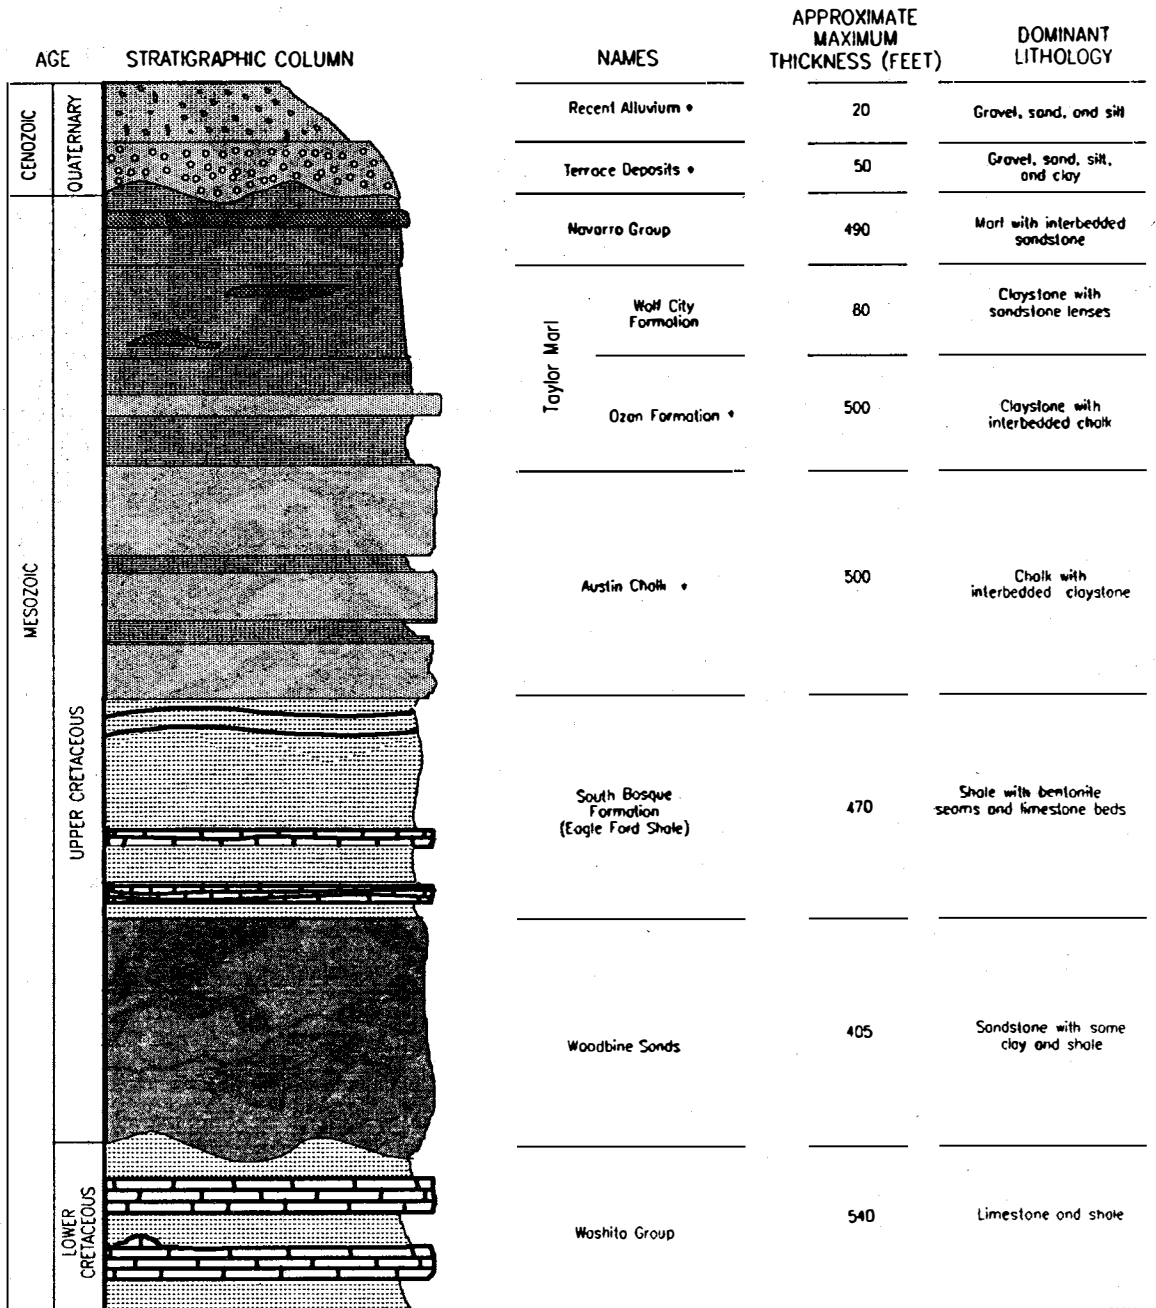 AGE
STRATIGRAPHIC COLUMN
NAMES
APPROXIMATE
MAXIMUM
THICKNESS (FEET)
DOMINANT
LITHOLOGY
CENOZOIC
QUATERNARY
Recent Alluvium *
20
Gravel, sand, and silt
Terrace Deposits *
50
Gravel, sand, silt,
and clay
MESOZOIC
UPPER CRETACEOUS
Navarro Group
490
Marl with interbedded
sandstone
Taylor Marl
Wolf City
Formation
80
Claystone with
sandstone lenses
Ozan Formation *
500
Claystone with
interbedded chalk
Austin Chalk *
500
Chalk with
interbedded claystone
South Bosque
Formation
(Eagle Ford Shale)
470
Shale with bentonite
seams and limestone beds
Woodbine Sands
405
Sandstone with some
clay and shale
LOWER
CRETACEOUS
Washita Group
540
Limestone and shale